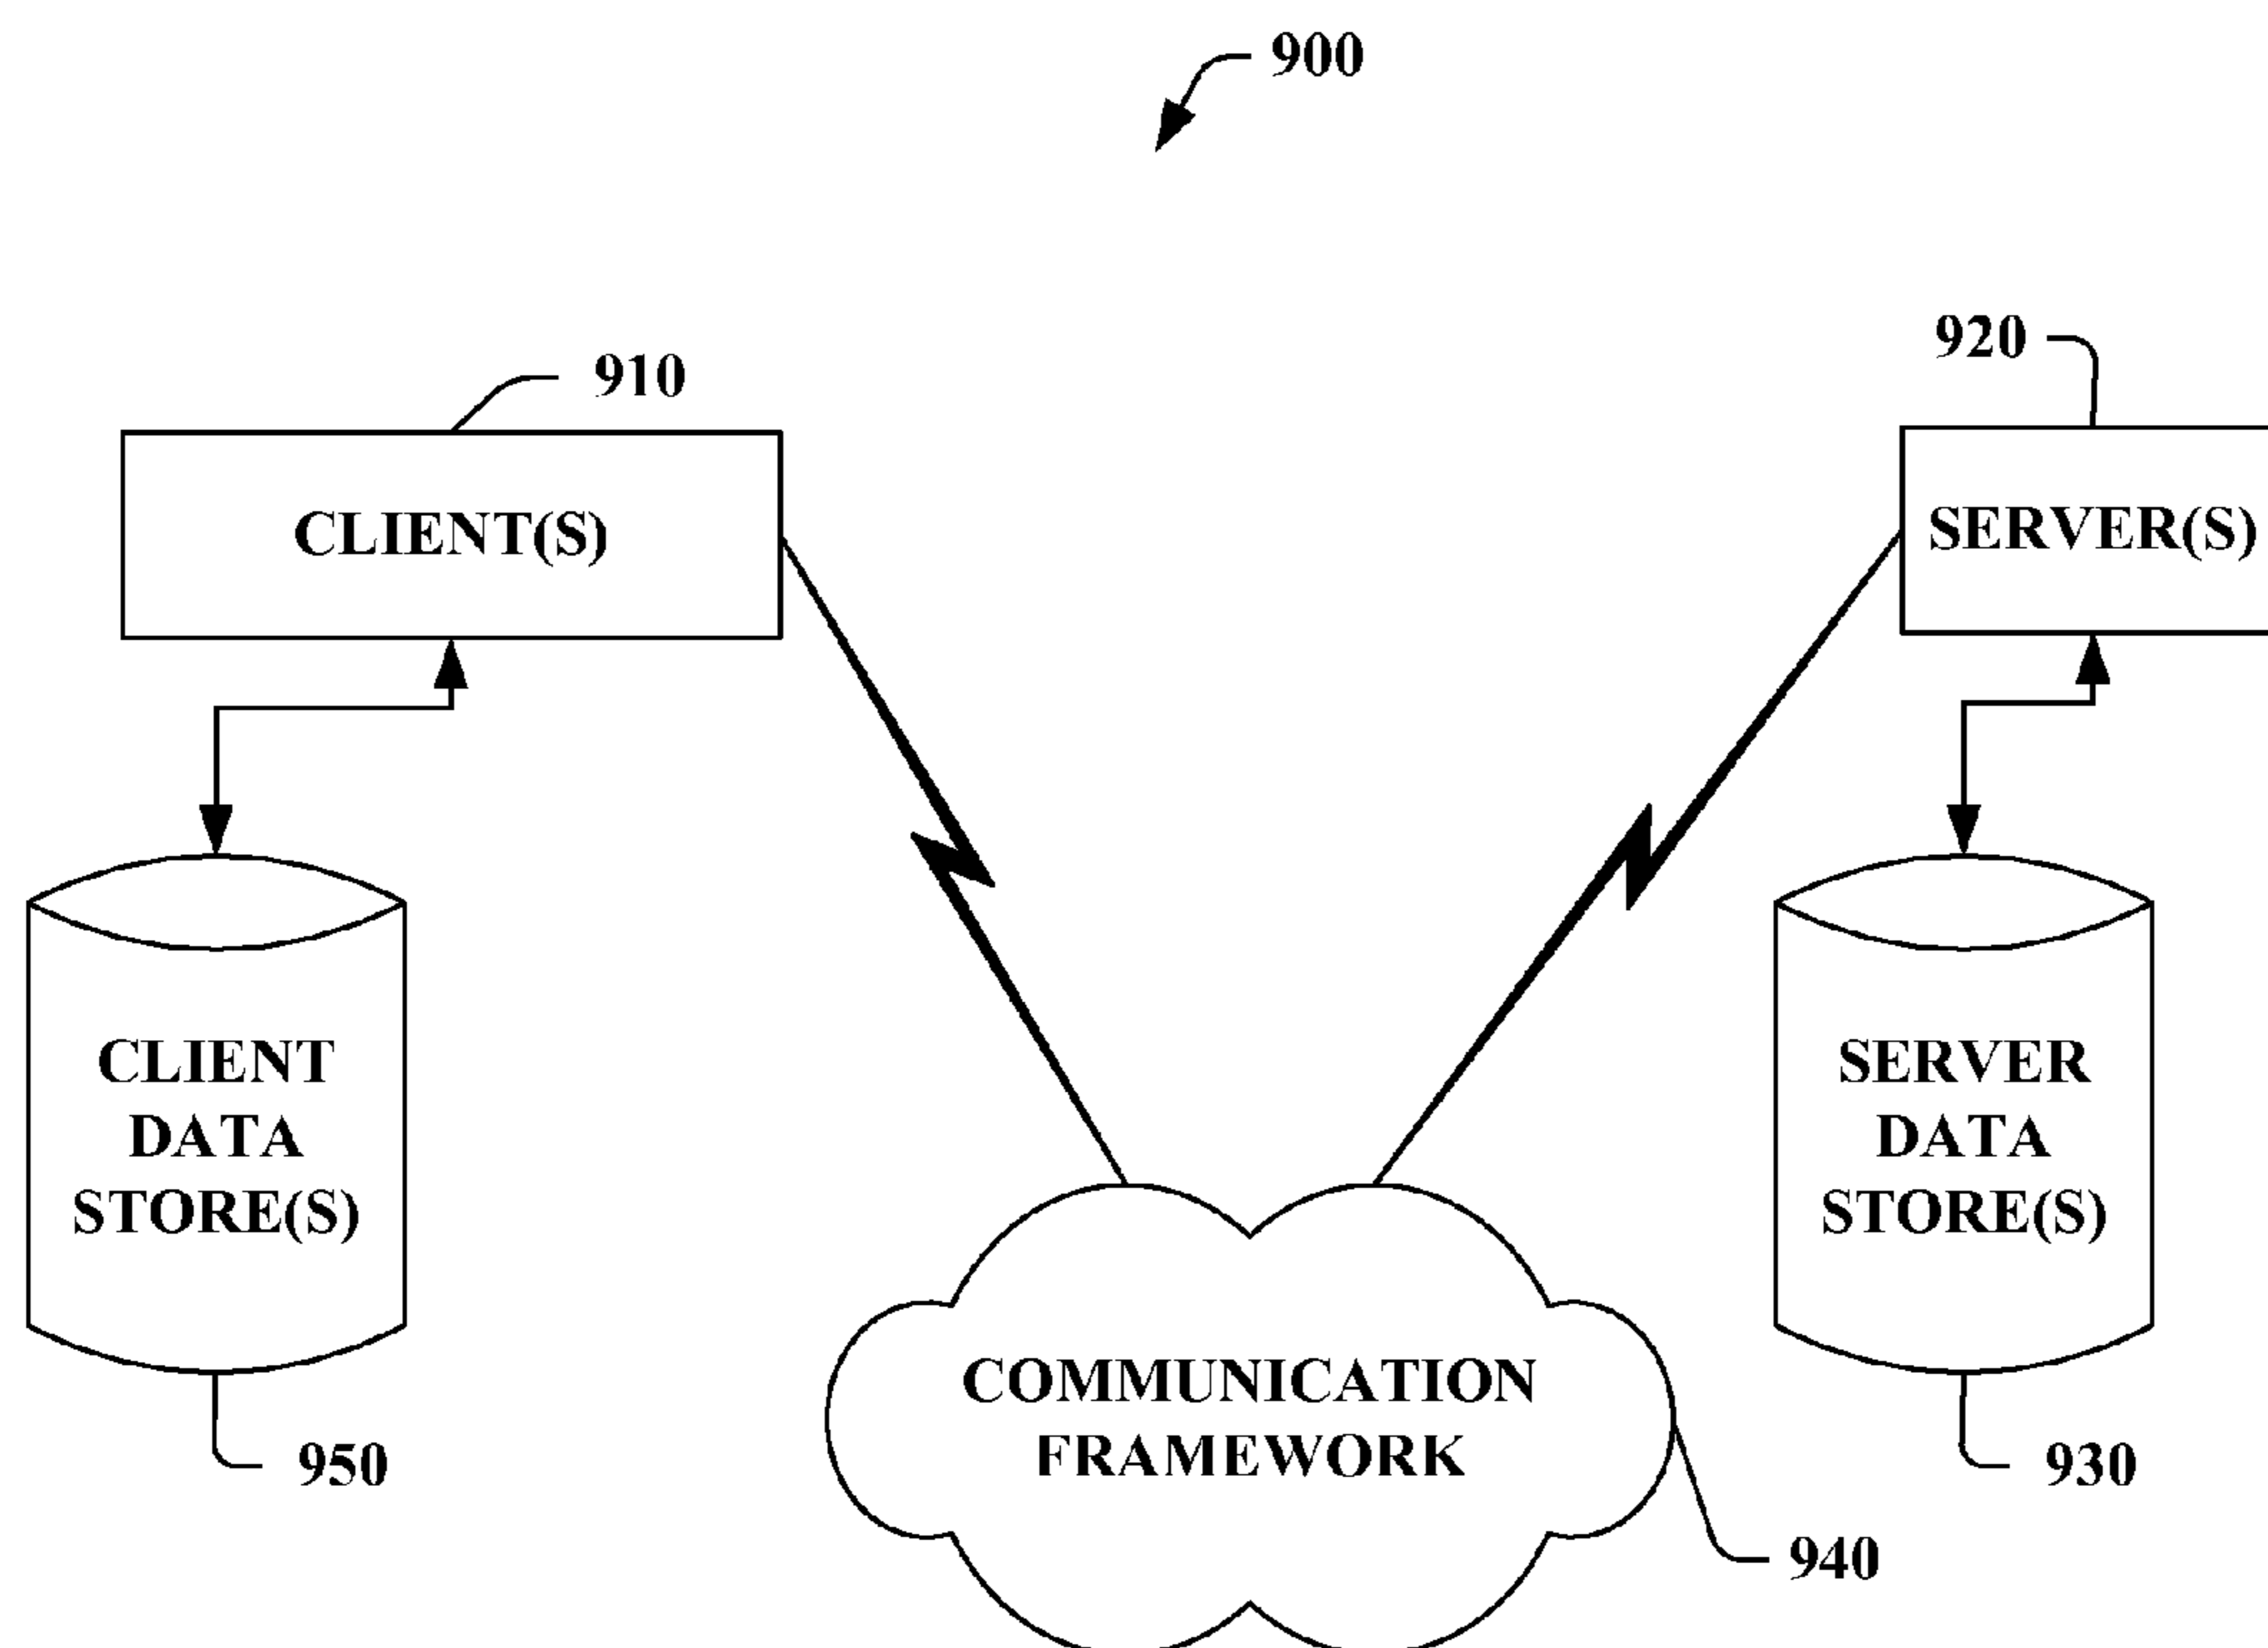 900
910
920
CLIENT(S)
SERVER(S)
CLIENT
DATA
STORE(S)
SERVER
DATA
STORE(S)
COMMUNICATION
FRAMEWORK
950
930
940